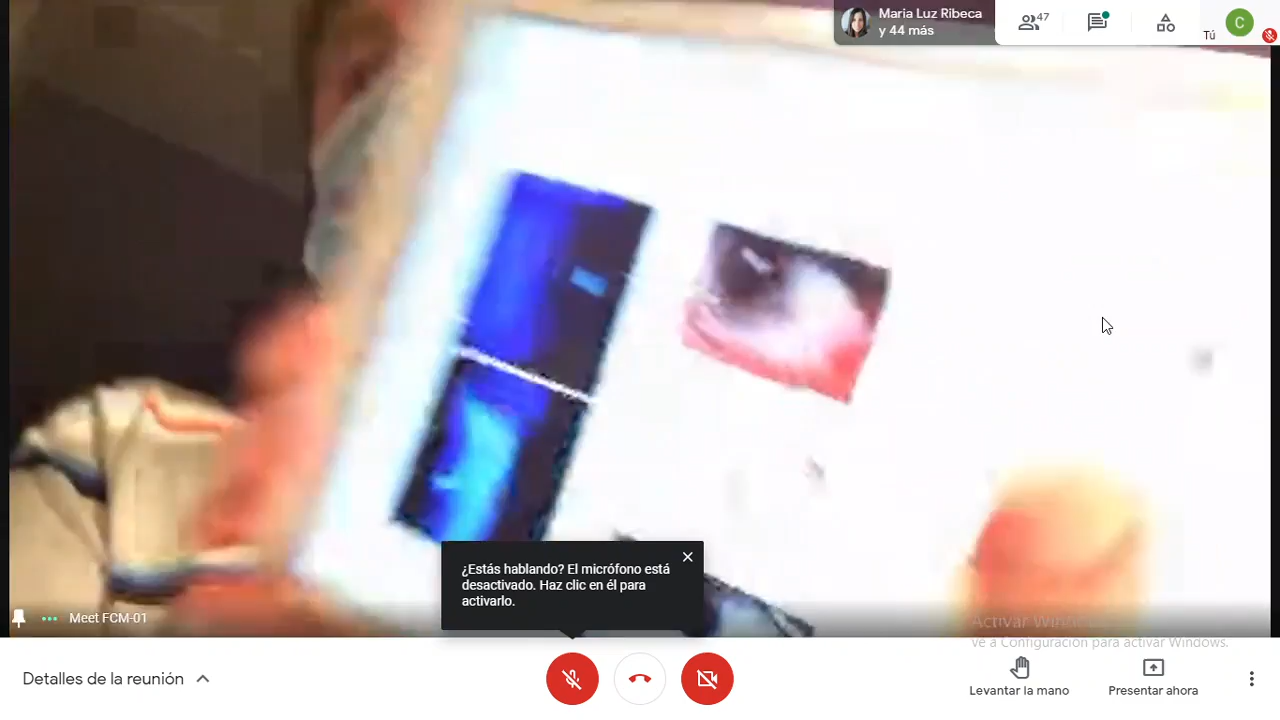 Maria Luz Ribeca
y 44 más
47
C
Tú
¿Estás hablando? El micrófono está
desactivado. Haz clic en él para
activarlo.
Meet FCM-01
Activar Windows
Ve a Configuración para activar Windows.
Detalles de la reunión
Levantar la mano
Presentar ahora